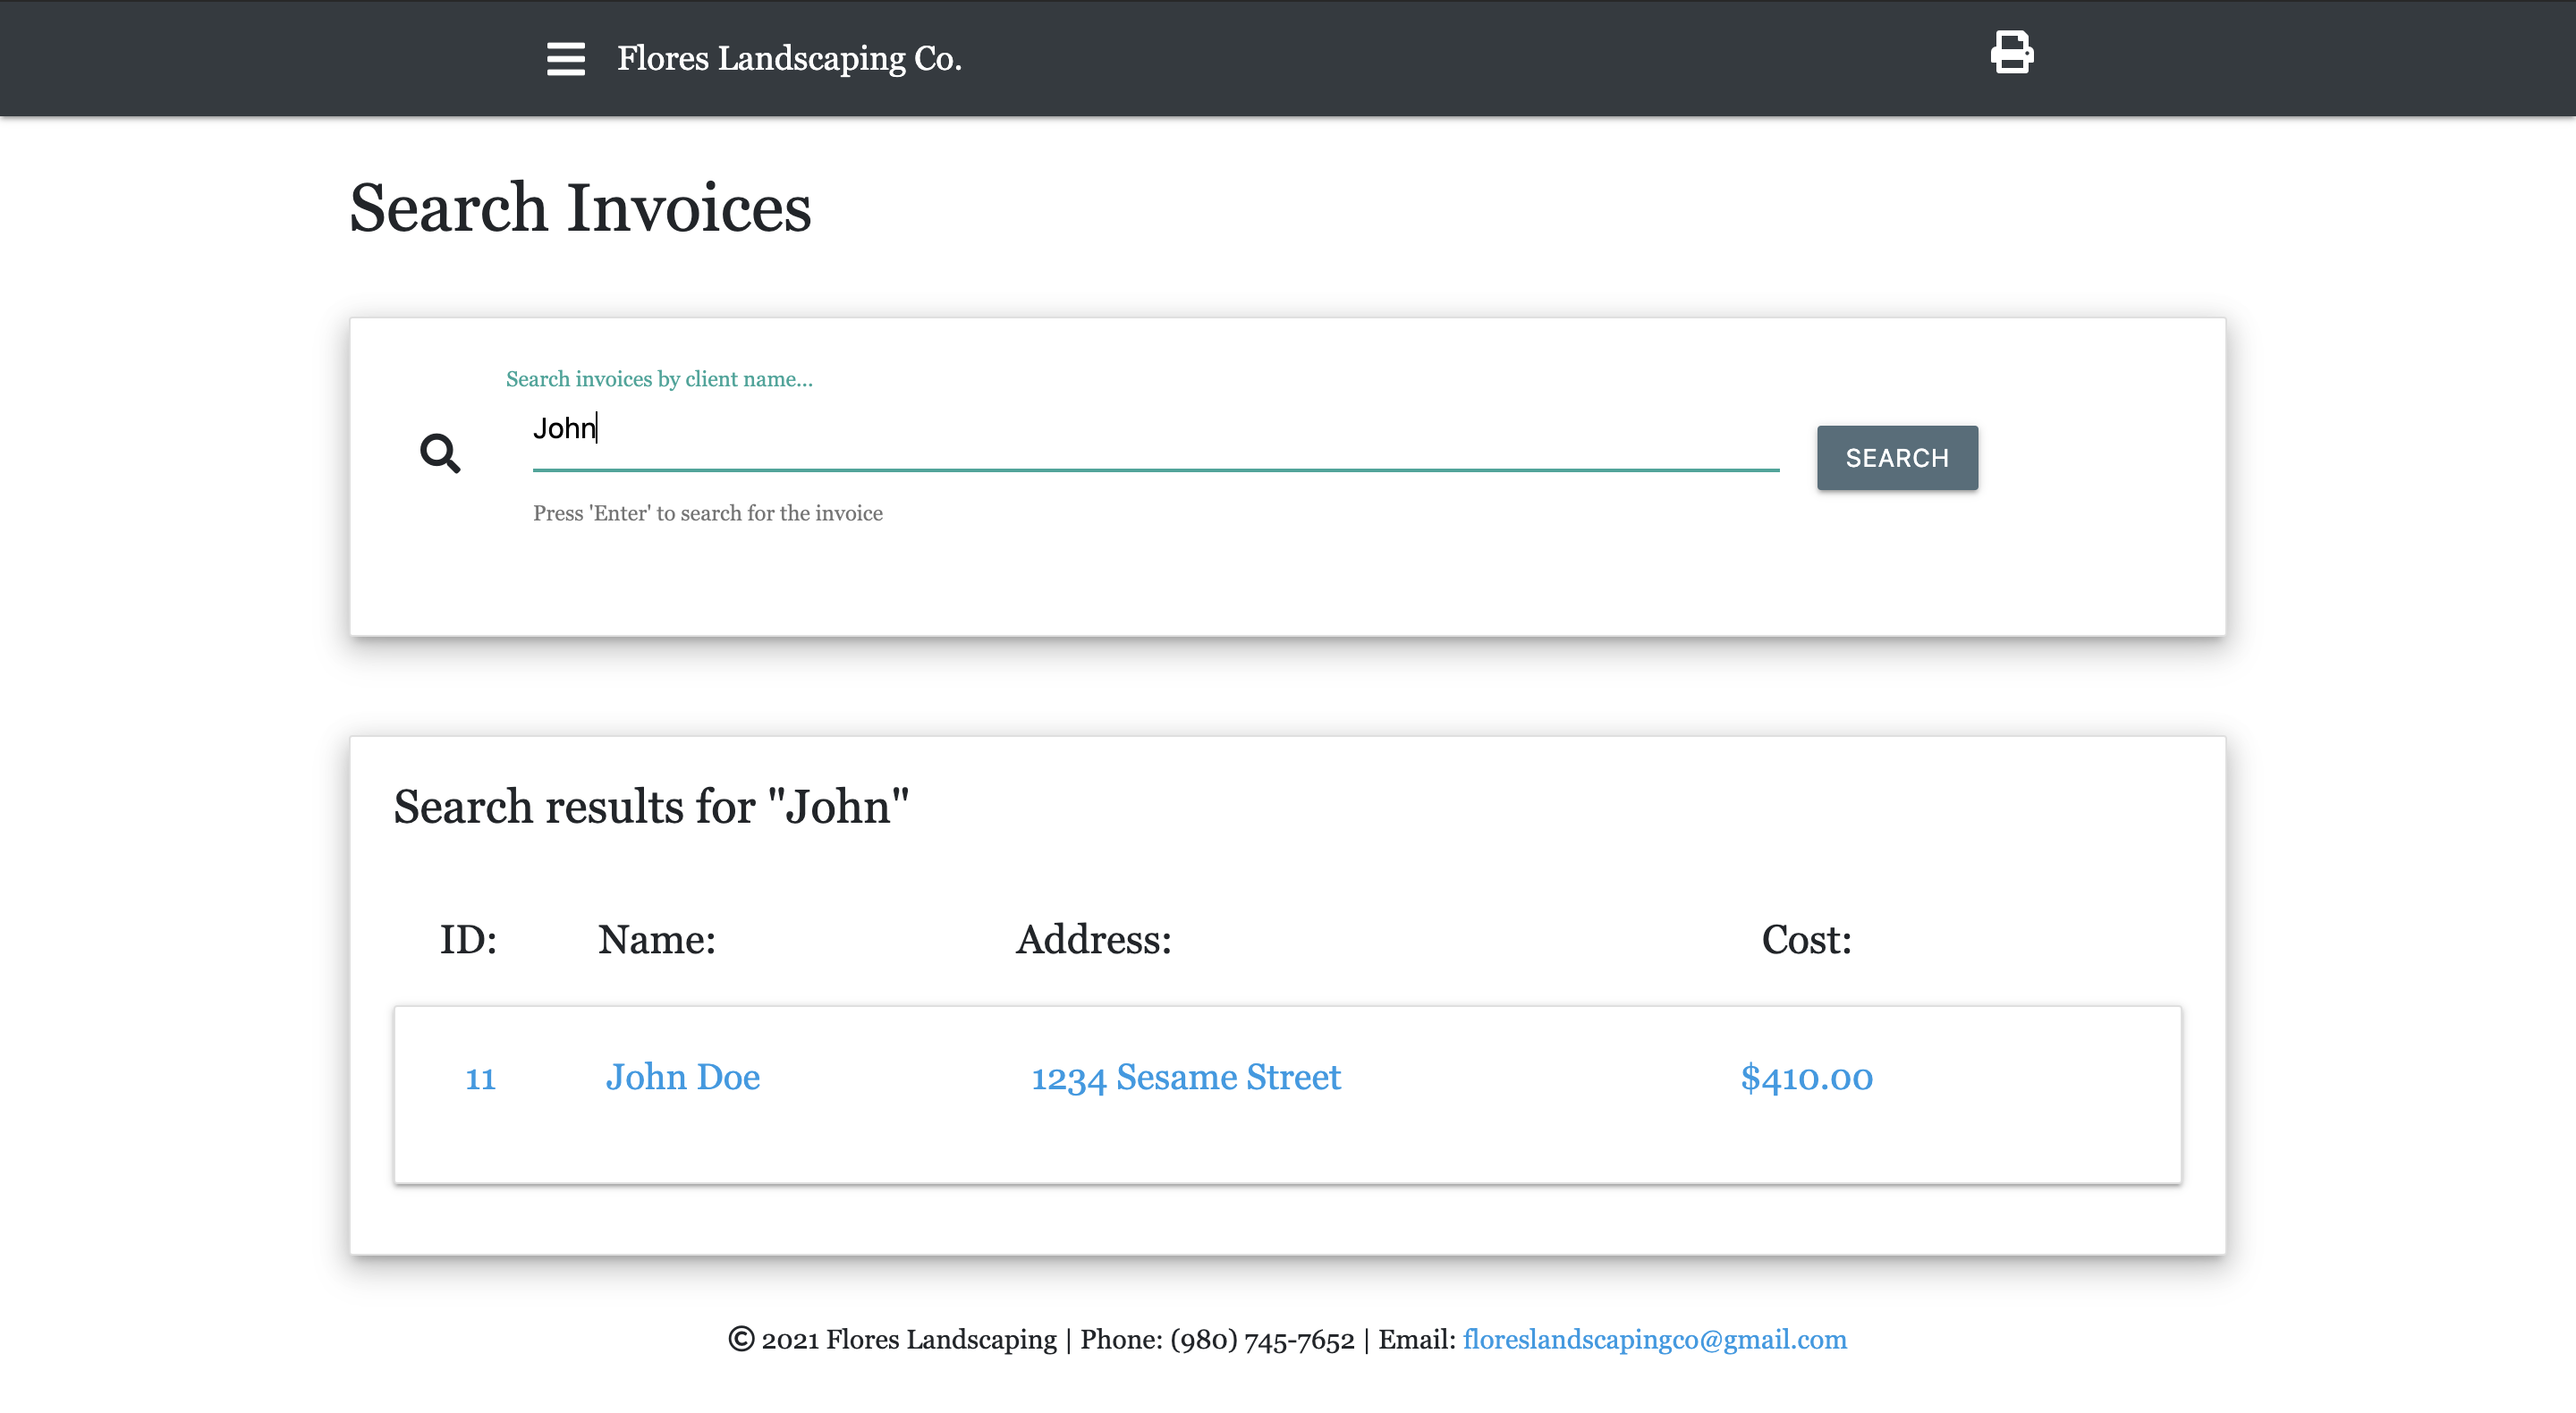 Flores Landscaping Co.
Search Invoices
Search invoices by client name...
John
SEARCH
Press 'Enter' to search for the invoice
Search results for "John"
ID: Name: Address: Cost:
11 John Doe 1234 Sesame Street $410.00
© 2021 Flores Landscaping | Phone: (980) 745-7652 | Email: floreslandscapingco@gmail.com